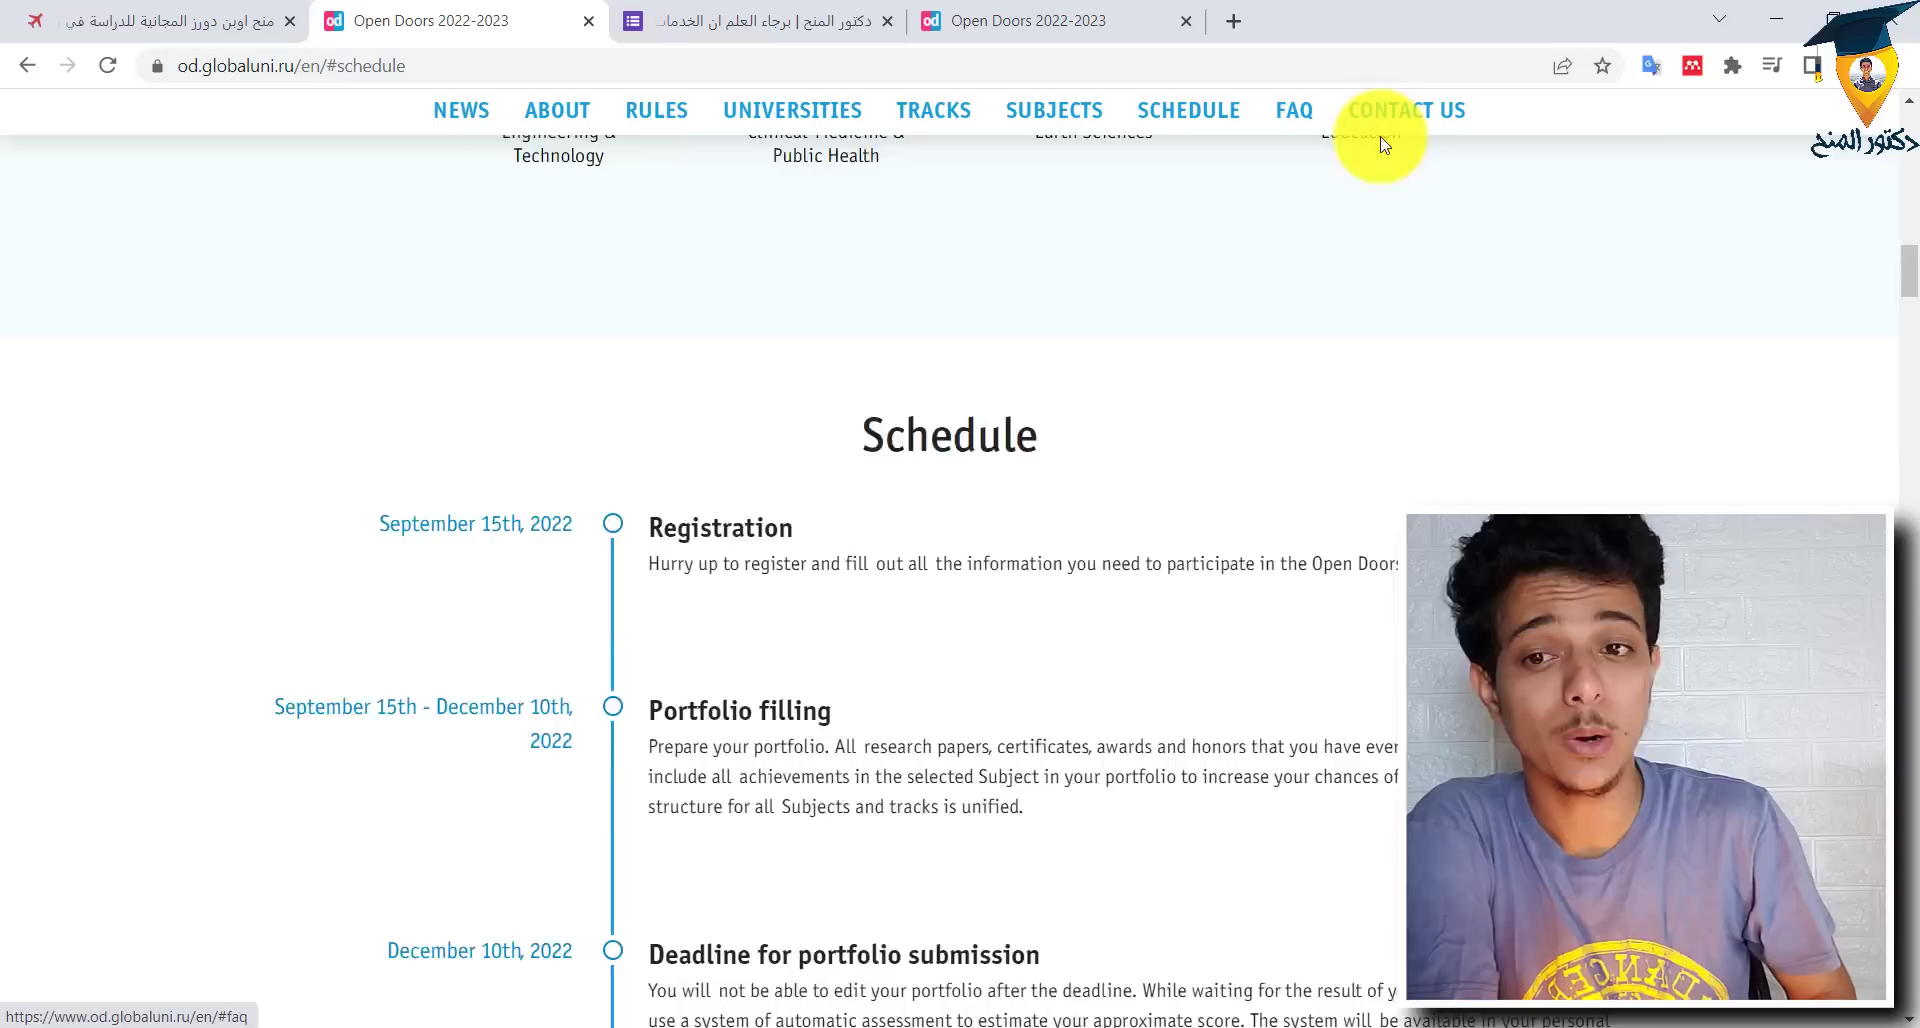 منح اوبن دورز المجانية للدراسة في
Open Doors 2022-2023
دكتور المنح | برجاء العلم ان الخدمات
Open Doors 2022-2023
od.globaluni.ru/en/#schedule
دكتور المنح
NEWS ABOUT RULES UNIVERSITIES TRACKS SUBJECTS SCHEDULE FAQ CONTACT US
Engineering &
Technology
Clinical Medicine &
Public Health
Earth Sciences
Education
Schedule
September 15th, 2022
Registration
Hurry up to register and fill out all the information you need to participate in the Open Doors
September 15th - December 10th,
2022
Portfolio filling
Prepare your portfolio. All research papers, certificates, awards and honors that you have ever
include all achievements in the selected Subject in your portfolio to increase your chances of
structure for all Subjects and tracks is unified.
December 10th, 2022
Deadline for portfolio submission
You will not be able to edit your portfolio after the deadline. While waiting for the result of
use a system of automatic assessment to estimate your approximate score. The system will be available in your personal
https://www.od.globaluni.ru/en/#faq